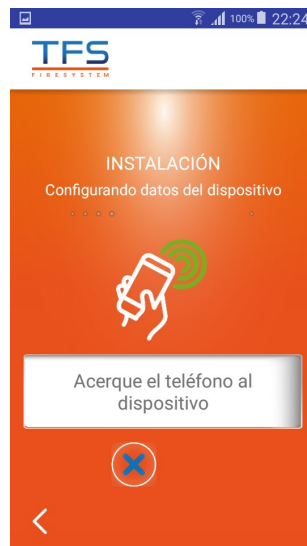 100% 22:24
TFS
FIRESYSTEM
INSTALACIÓN
Configurando datos del dispositivo
Acerque el teléfono al
dispositivo